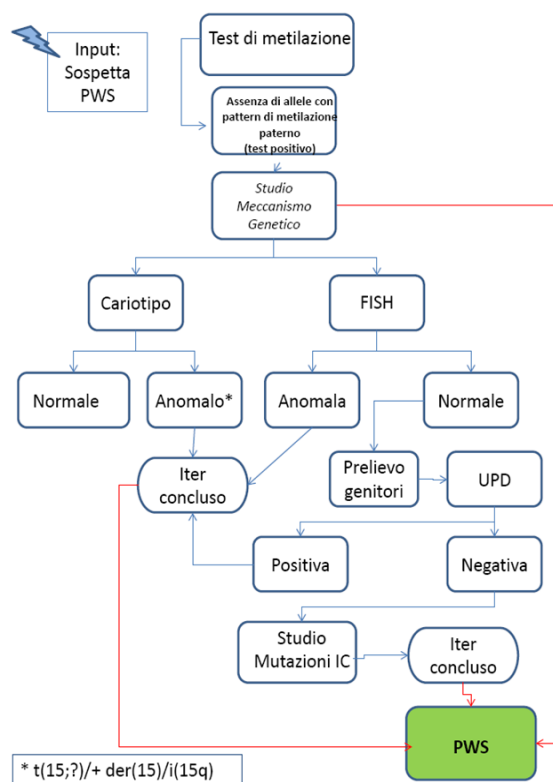 Input:
Sospetta
PWS
Test di metilazione
Assenza di allele con
pattern di metilazione
paterno
(test positivo)
Studio
Meccanismo
Genetico
Cariotipo
FISH
Normale
Anomalo*
Anomala
Normale
Iter
concluso
Prelievo
genitori
UPD
Positiva
Negativa
Studio
Mutazioni IC
Iter
concluso
PWS
* t(15;?)/+ der(15)/i(15q)